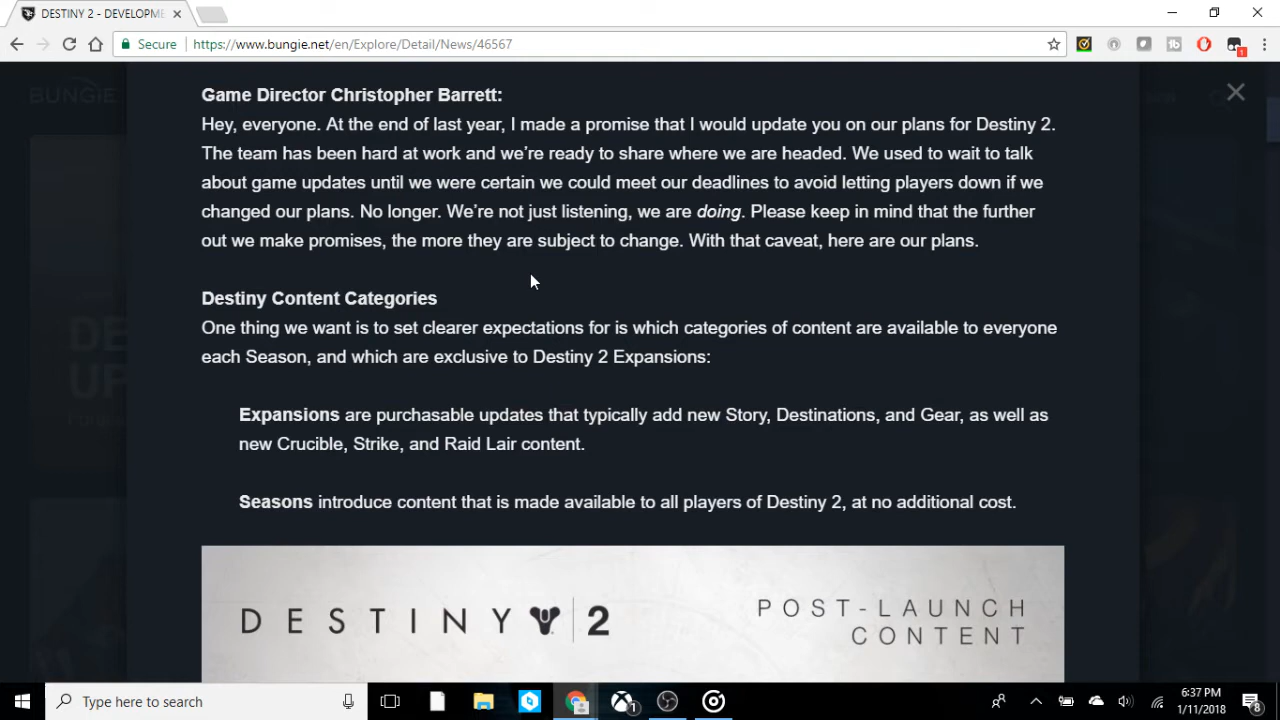 DESTINY 2 - DEVELOPME
Secure
https://www.bungie.net/en/Explore/Detail/News/46567
1
BUNGIE
Game Director Christopher Barrett:
Hey, everyone. At the end of last year, I made a promise that I would update you on our plans for Destiny 2.
The team has been hard at work and we're ready to share where we are headed. We used to wait to talk
about game updates until we were certain we could meet our deadlines to avoid letting players down if we
changed our plans. No longer. We're not just listening, we are doing. Please keep in mind that the further
out we make promises, the more they are subject to change. With that caveat, here are our plans.
DE
UP
Destiny Content Categories
One thing we want is to set clearer expectations for is which categories of content are available to everyone
each Season, and which are exclusive to Destiny 2 Expansions:
Expansions are purchasable updates that typically add new Story, Destinations, and Gear, as well as
new Crucible, Strike, and Raid Lair content.
Seasons introduce content that is made available to all players of Destiny 2, at no additional cost.
DESTINY 2
POST-LAUNCH
CONTENT
Type here to search
1
6:37 PM
1/11/2018
8